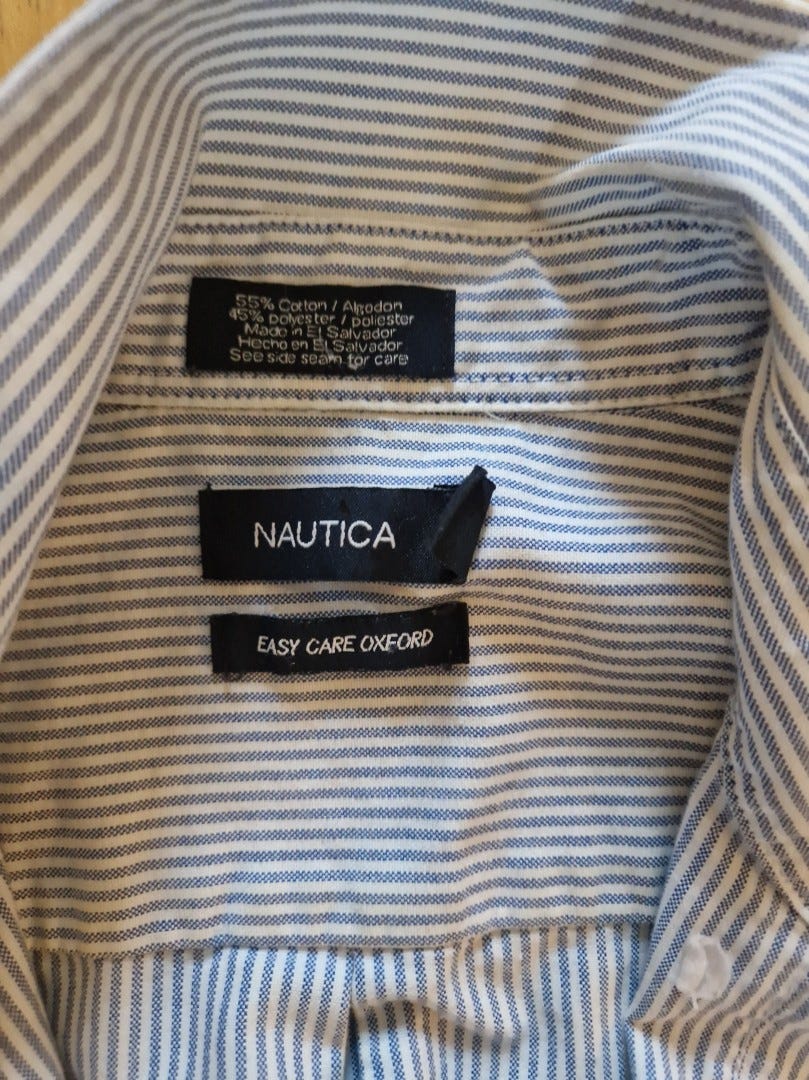 55% Cotton / Algodon
45% polyester / poliester
Made in El Salvador
Hecho en El Salvador
See side seam for care
NAUTICA
EASY CARE OXFORD